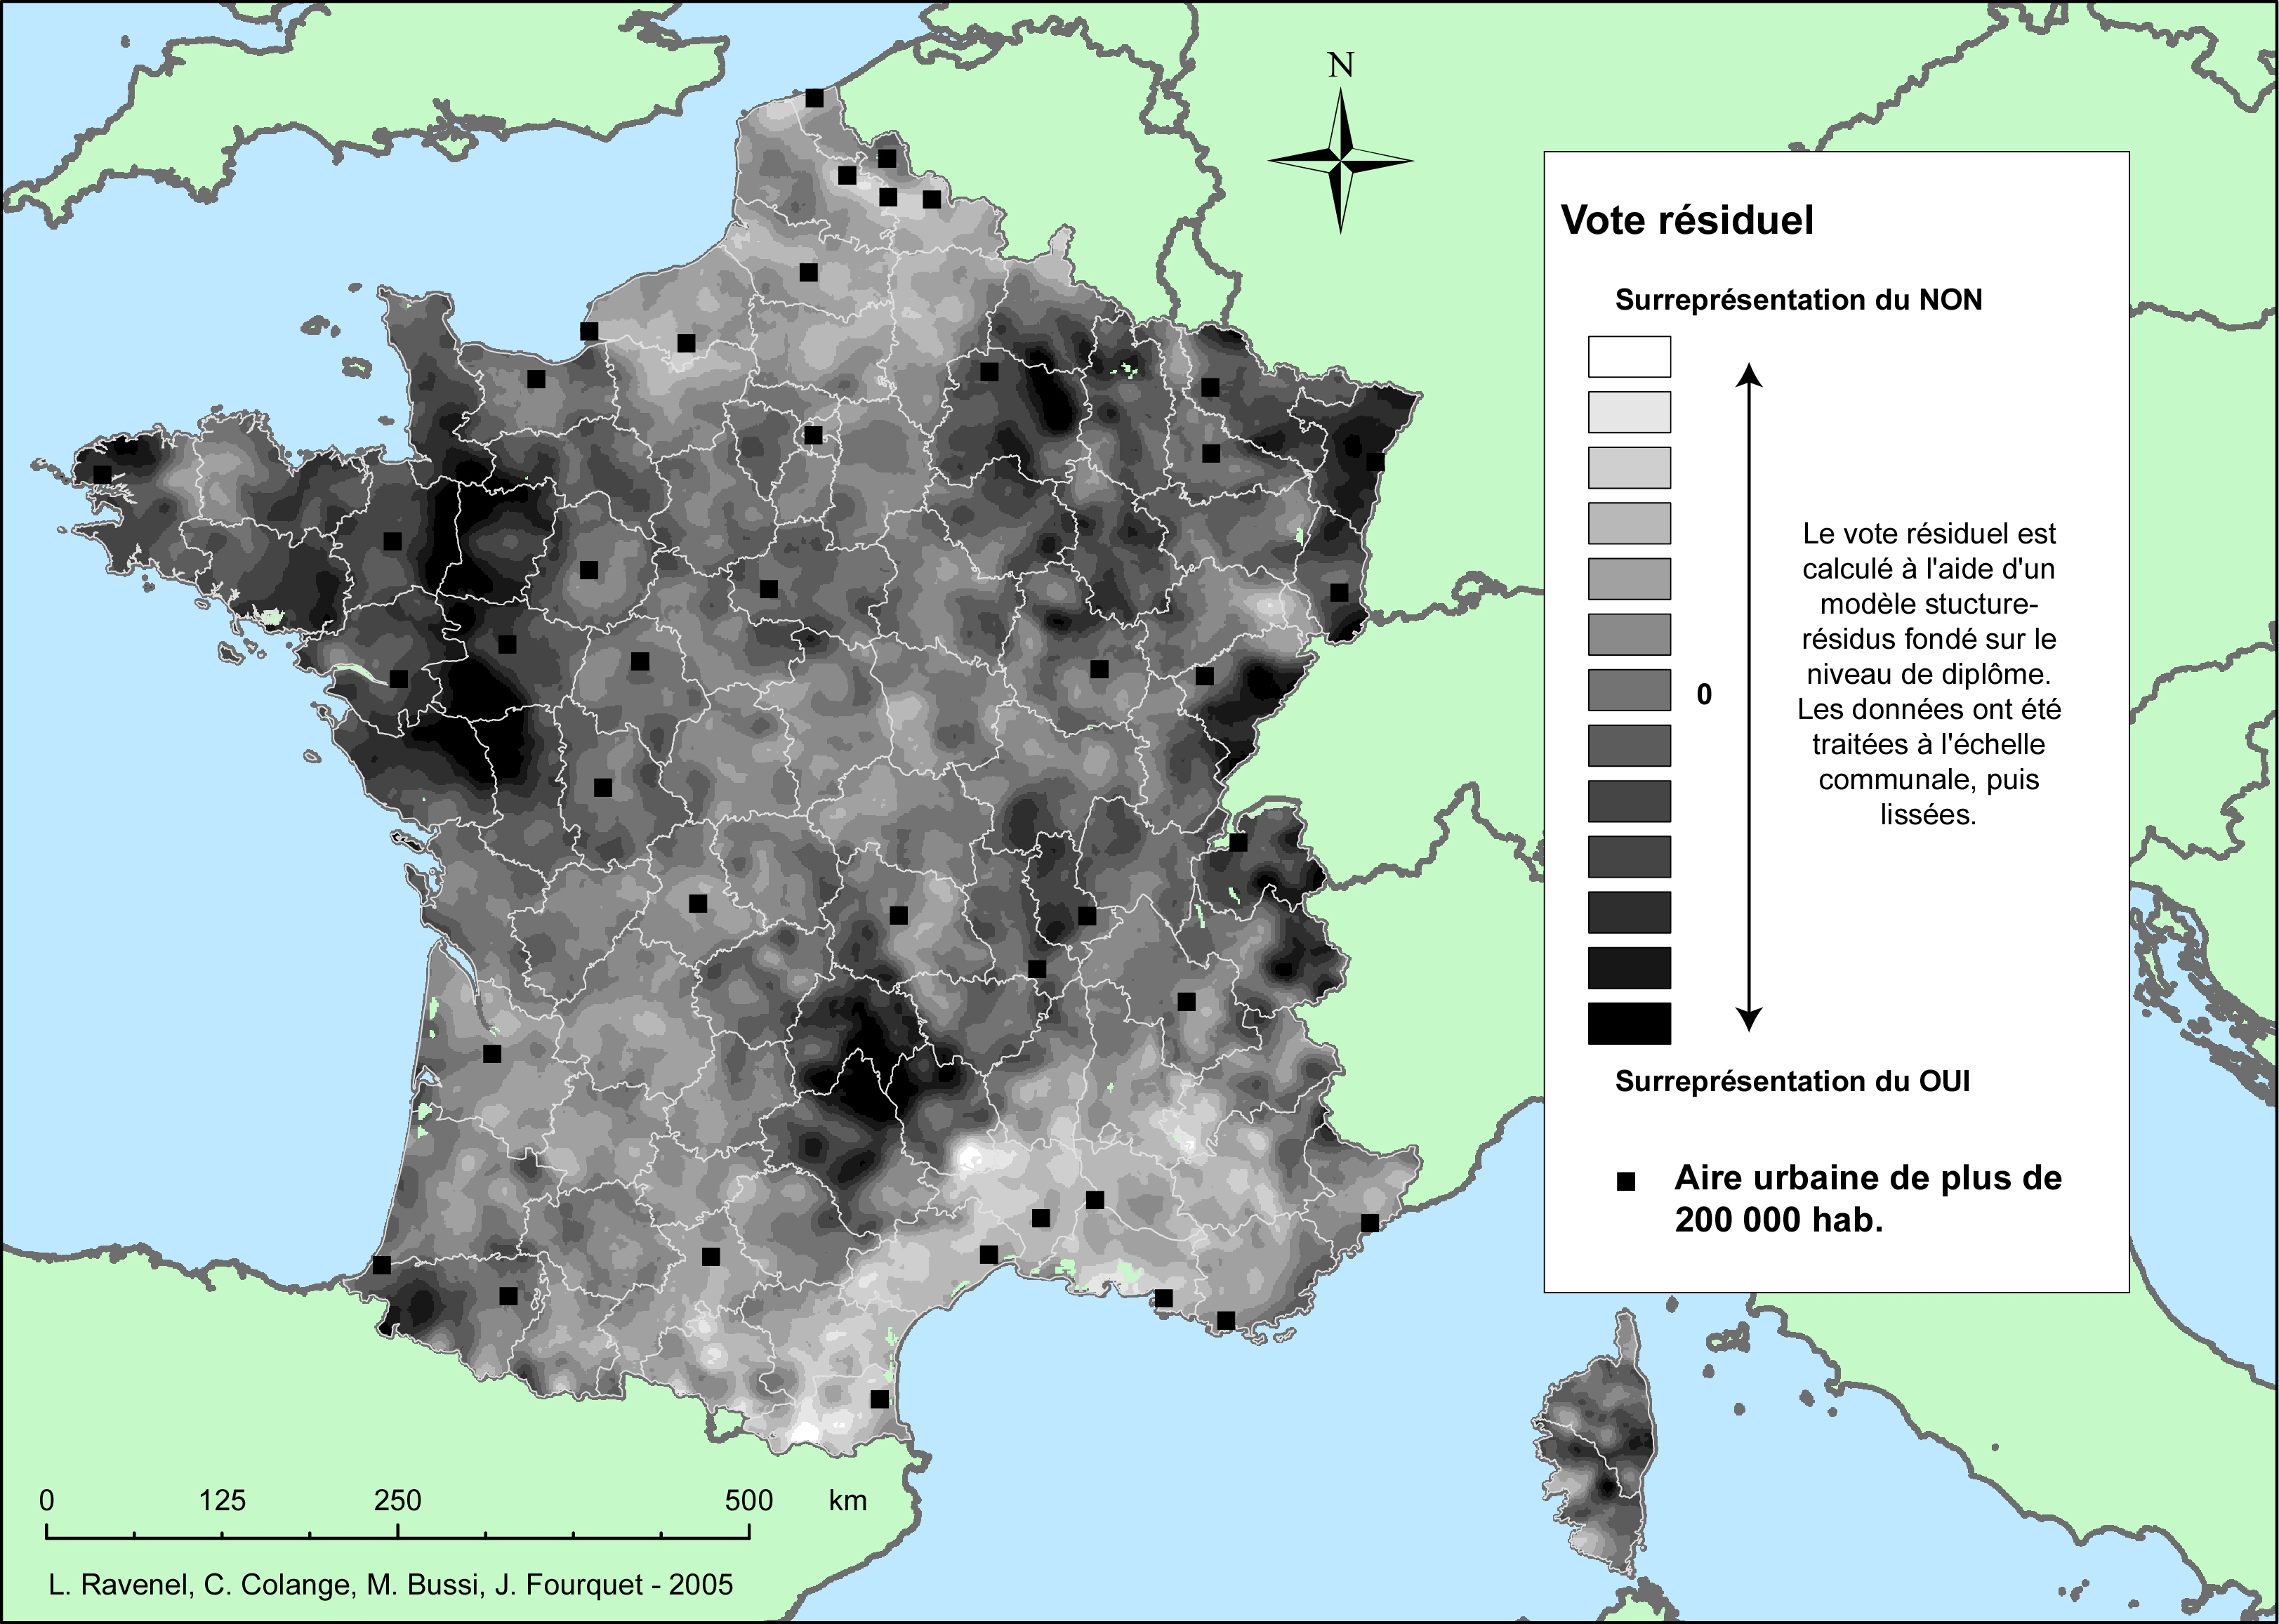 N
Vote résiduel
Surreprésentation du NON
0
Le vote résiduel est
calculé à l'aide d'un
modèle stucture-
résidus fondé sur le
niveau de diplôme.
Les données ont été
traitées à l'échelle
communale, puis
lissées.
Surreprésentation du OUI
Aire urbaine de plus de
200 000 hab.
0 125 250 500 km
L. Ravenel, C. Colange, M. Bussi, J. Fourquet - 2005